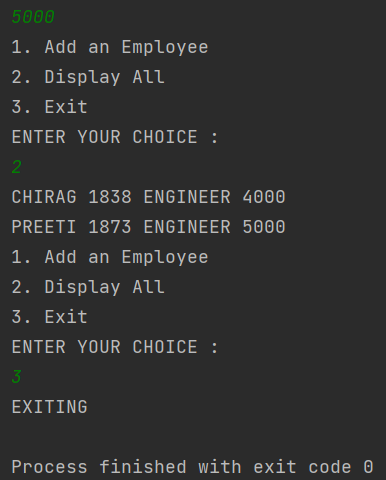 5000
1. Add an Employee
2. Display All
3. Exit
ENTER YOUR CHOICE :
2
CHIRAG 1838 ENGINEER 4000
PREETI 1873 ENGINEER 5000
1. Add an Employee
2. Display All
3. Exit
ENTER YOUR CHOICE :
3
EXITING
Process finished with exit code 0